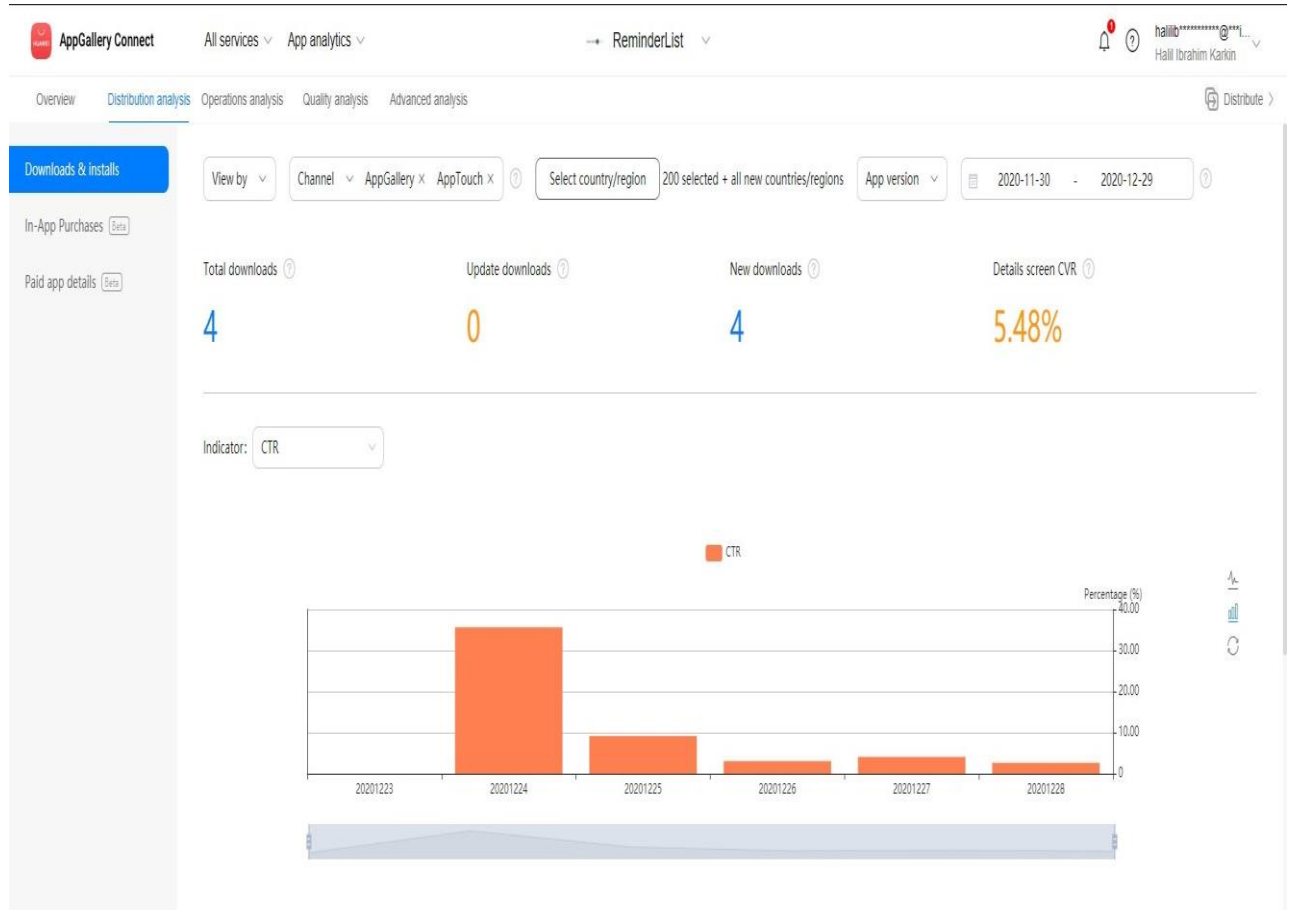 HUAWEI AppGallery Connect All services App analytics ReminderList 1 ? halilib***********@***i...
Halil Ibrahim Karkin
Overview Distribution analysis Operations analysis Quality analysis Advanced analysis Distribute
Downloads & installs
In-App Purchases Beta
Paid app details Beta
View by Channel AppGallery × AppTouch × ? Select country/region 200 selected + all new countries/regions App version 2020-11-30 - 2020-12-29 ?
Total downloads ? Update downloads ? New downloads ? Details screen CVR ?
4 0 4 5.48%
Indicator: CTR
CTR
Percentage (%)
40.00
30.00
20.00
10.00
0
20201223 20201224 20201225 20201226 20201227 20201228